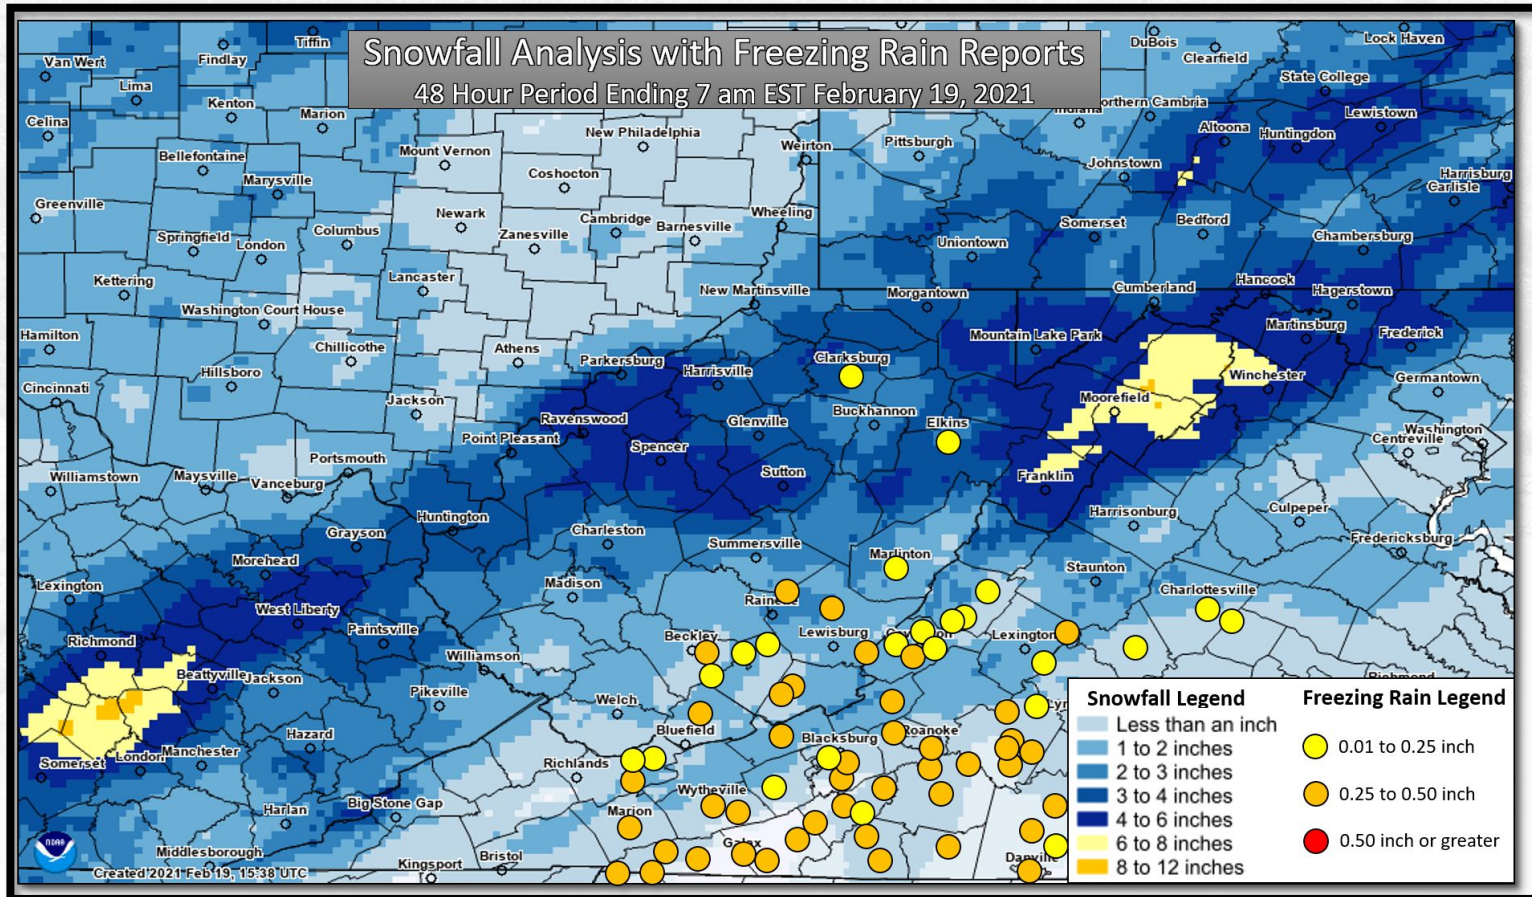 Snowfall Analysis with Freezing Rain Reports
48 Hour Period Ending 7 am EST February 19, 2021
Tiffin
Van Wert
Findlay
Lima
Kenton
Marion
Celina
Bellefontaine
Marysville
Greenville
Springfield
London
Columbus
Kettering
Washington Court House
Hamilton
Chillicothe
Hillsboro
Cincinnati
Jackson
Mount Vernon
New Philadelphia
Coshocton
Newark
Cambridge
Barnesville
Zanesville
Lancaster
Athens
Weirton
Wheeling
New Martinsville
Pittsburgh
Uniontown
Morgantown
DuBois
Clearfield
Lock Haven
State College
Northern Cambria
Lewistown
Altoona
Huntingdon
Johnstown
Harrisburg
Carlisle
Somerset
Bedford
Chambersburg
Cumberland
Hancock
Hagerstown
Mountain Lake Park
Martinsburg
Frederick
Winchester
Germantown
Moorefield
Washington
Centreville
Franklin
Harrisonburg
Culpeper
Fredericksburg
Staunton
Charlottesville
Parkersburg
Harrisville
Clarksburg
Ravenswood
Glenville
Buckhannon
Elkins
Point Pleasant
Spencer
Sutton
Portsmouth
Williamstown
Maysville
Vanceburg
Huntington
Charleston
Grayson
Summersville
Marlinton
Morehead
Lexington
Madison
West Liberty
Richmond
Paintsville
Beckley
Lewisburg
Lexington
Williamson
Beattyville
Jackson
Pikeville
Welch
Bluefield
Hazard
Blacksburg
Roanoke
Manchester
London
Somerset
Richlands
Wytheville
Harlan
Big Stone Gap
Marion
Galax
Middlesborough
Kingsport
Bristol
Danville
Richmond
NOAA
Created 2021 Feb 19, 15:38 UTC
Snowfall Legend
Less than an inch
1 to 2 inches
2 to 3 inches
3 to 4 inches
4 to 6 inches
6 to 8 inches
8 to 12 inches
Freezing Rain Legend
0.01 to 0.25 inch
0.25 to 0.50 inch
0.50 inch or greater